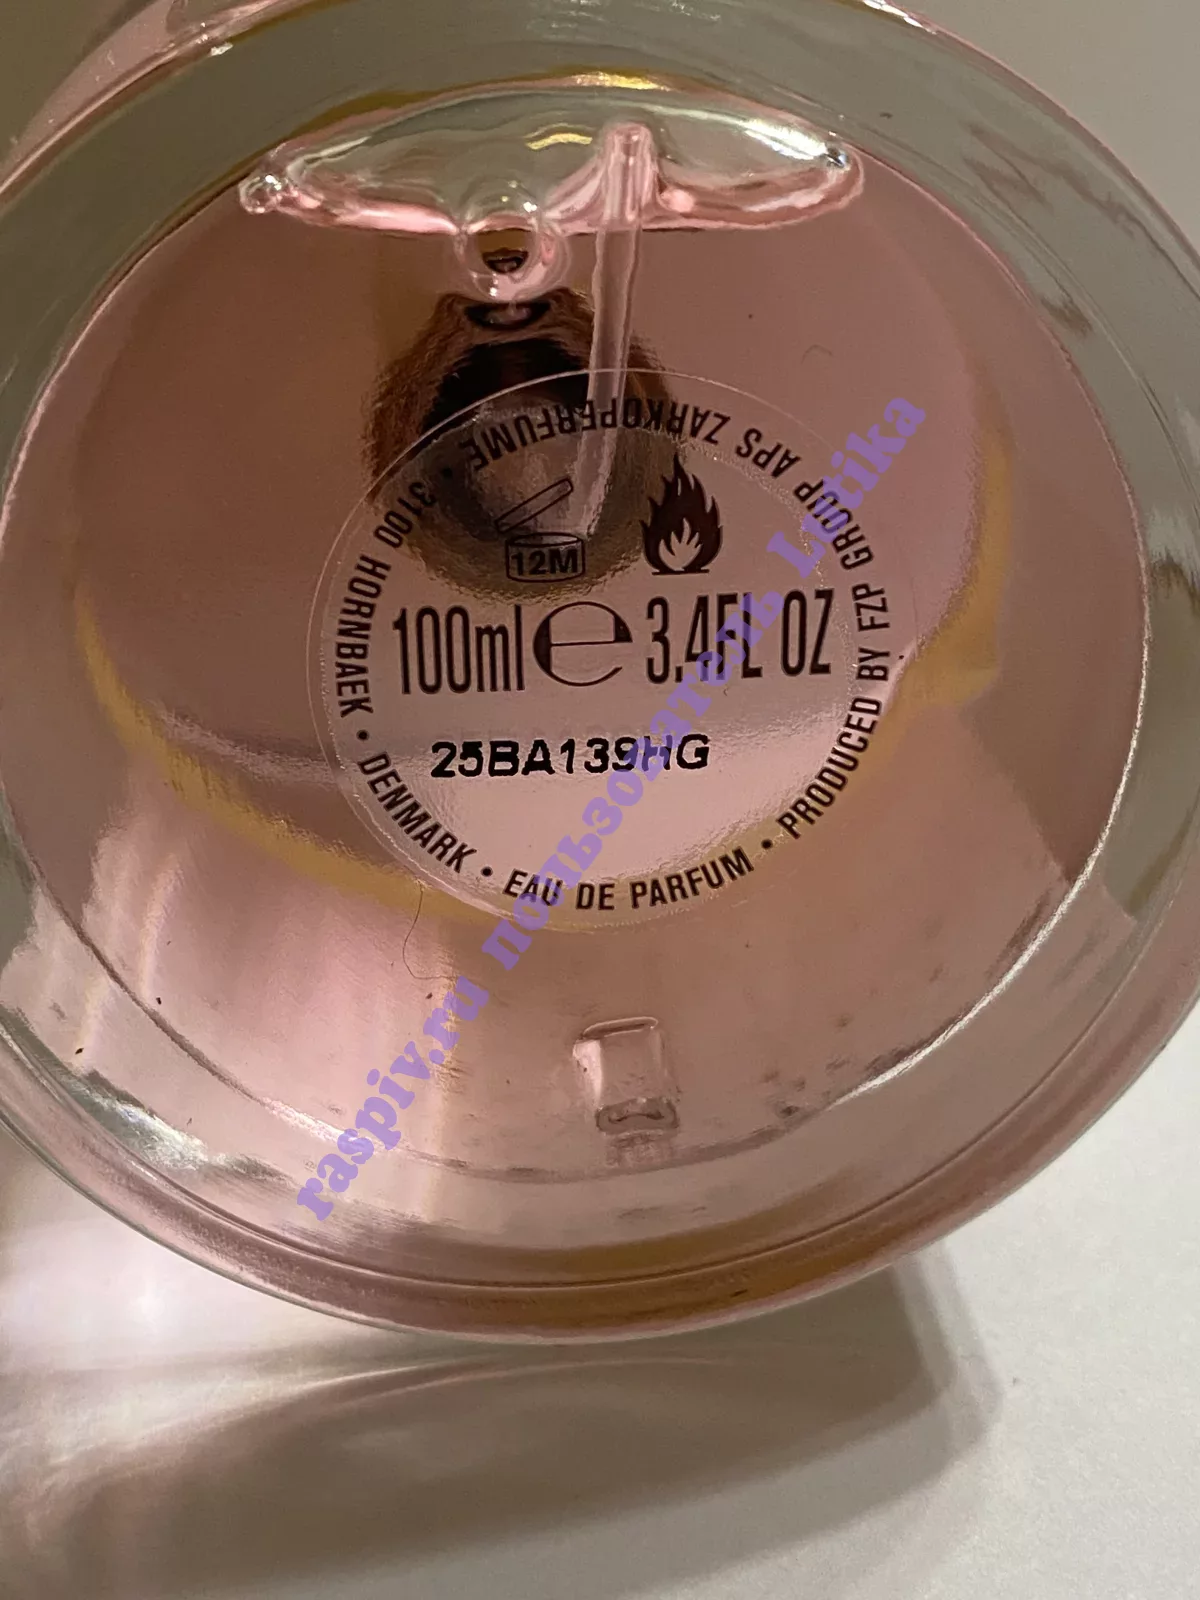 12M
100ml e 3.4FL OZ
25BA139HG
PRODUCED BY FZP GROUP APS ZARKOPERFUME • 3100 HORNBAEK • DENMARK • EAU DE PARFUM •
raspiv.ru пользователь Lutika